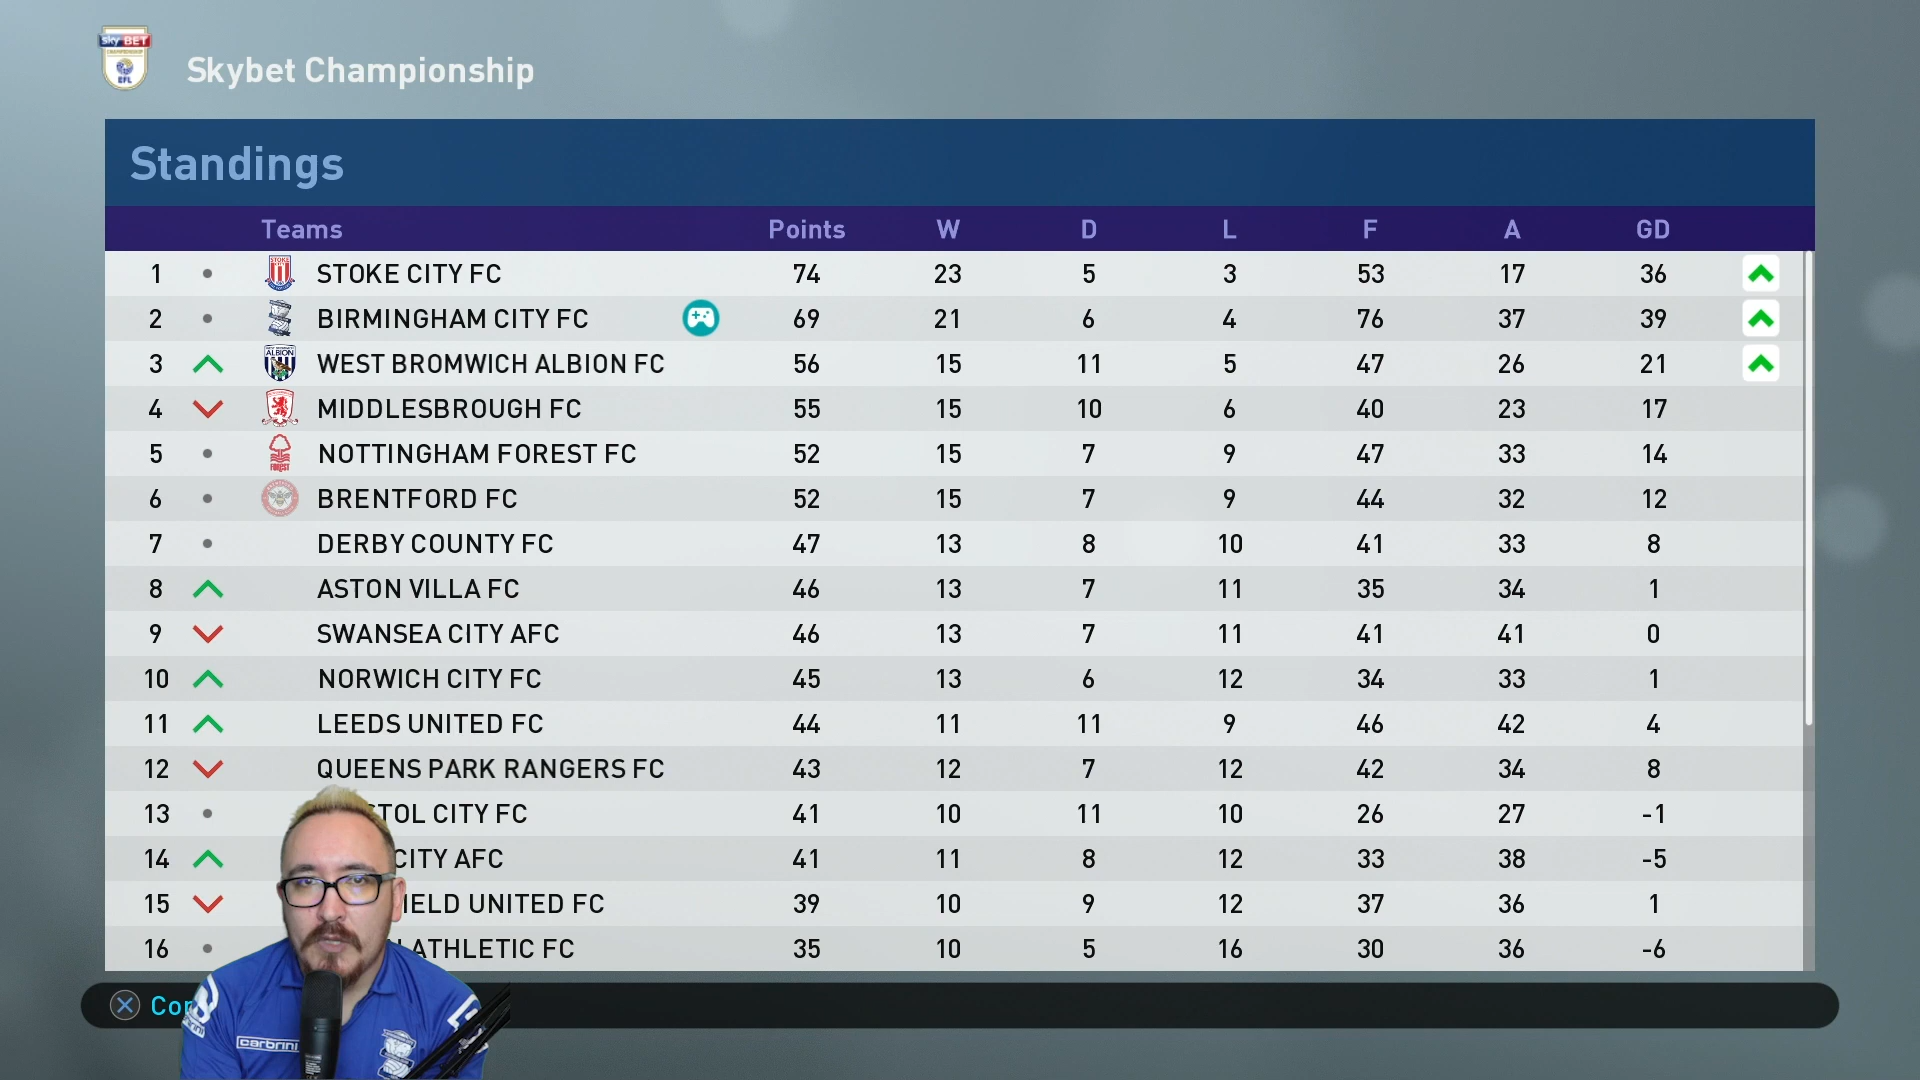 sky BET
EFL
Skybet Championship
Standings
Teams Points W D L F A GD
1 STOKE CITY FC 74 23 5 3 53 17 36
2 BIRMINGHAM CITY FC 69 21 6 4 76 37 39
3 WEST BROMWICH ALBION FC 56 15 11 5 47 26 21
4 MIDDLESBROUGH FC 55 15 10 6 40 23 17
5 NOTTINGHAM FOREST FC 52 15 7 9 47 33 14
6 BRENTFORD FC 52 15 7 9 44 32 12
7 DERBY COUNTY FC 47 13 8 10 41 33 8
8 ASTON VILLA FC 46 13 7 11 35 34 1
9 SWANSEA CITY AFC 46 13 7 11 41 41 0
10 NORWICH CITY FC 45 13 6 12 34 33 1
11 LEEDS UNITED FC 44 11 11 9 46 42 4
12 QUEENS PARK RANGERS FC 43 12 7 12 42 34 8
13 TOL CITY FC 41 10 11 10 26 27 -1
14 CITY AFC 41 11 8 12 33 38 -5
15 IELD UNITED FC 39 10 9 12 37 36 1
16 ATHLETIC FC 35 10 5 16 30 36 -6
Co
carbrini